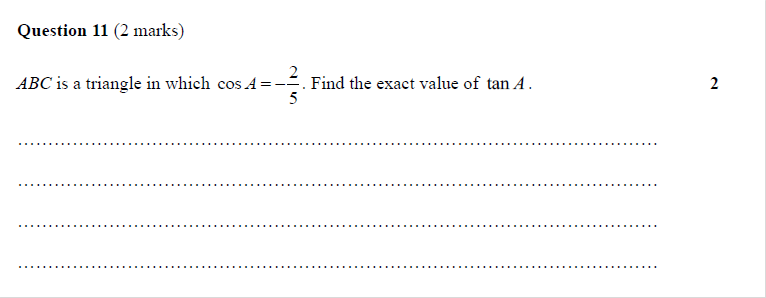 Question 11 (2 marks)
ABC is a triangle in which cos A = -2/5. Find the exact value of tan A. 2